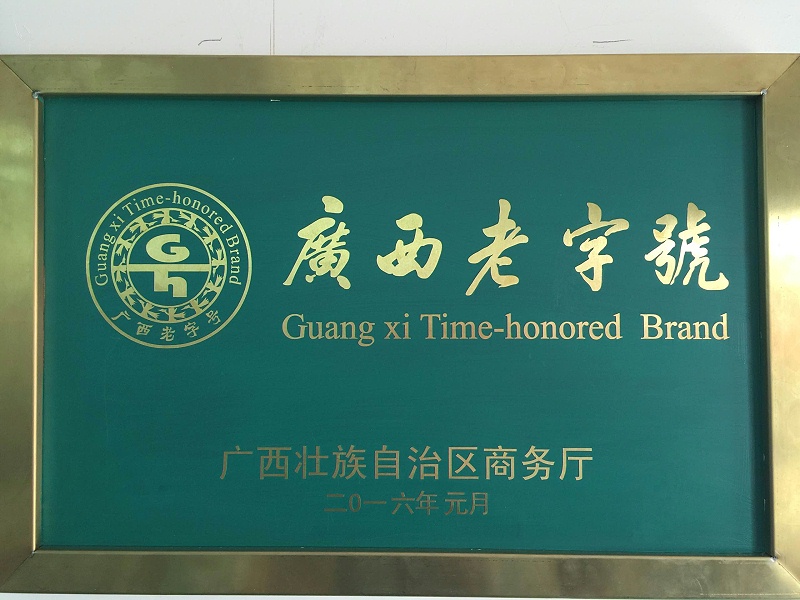 Guang xi Time-honored Brand
G
h
广西老字号
廣西老字號
Guang xi Time-honored Brand
广西壮族自治区商务厅
二0一六年元月